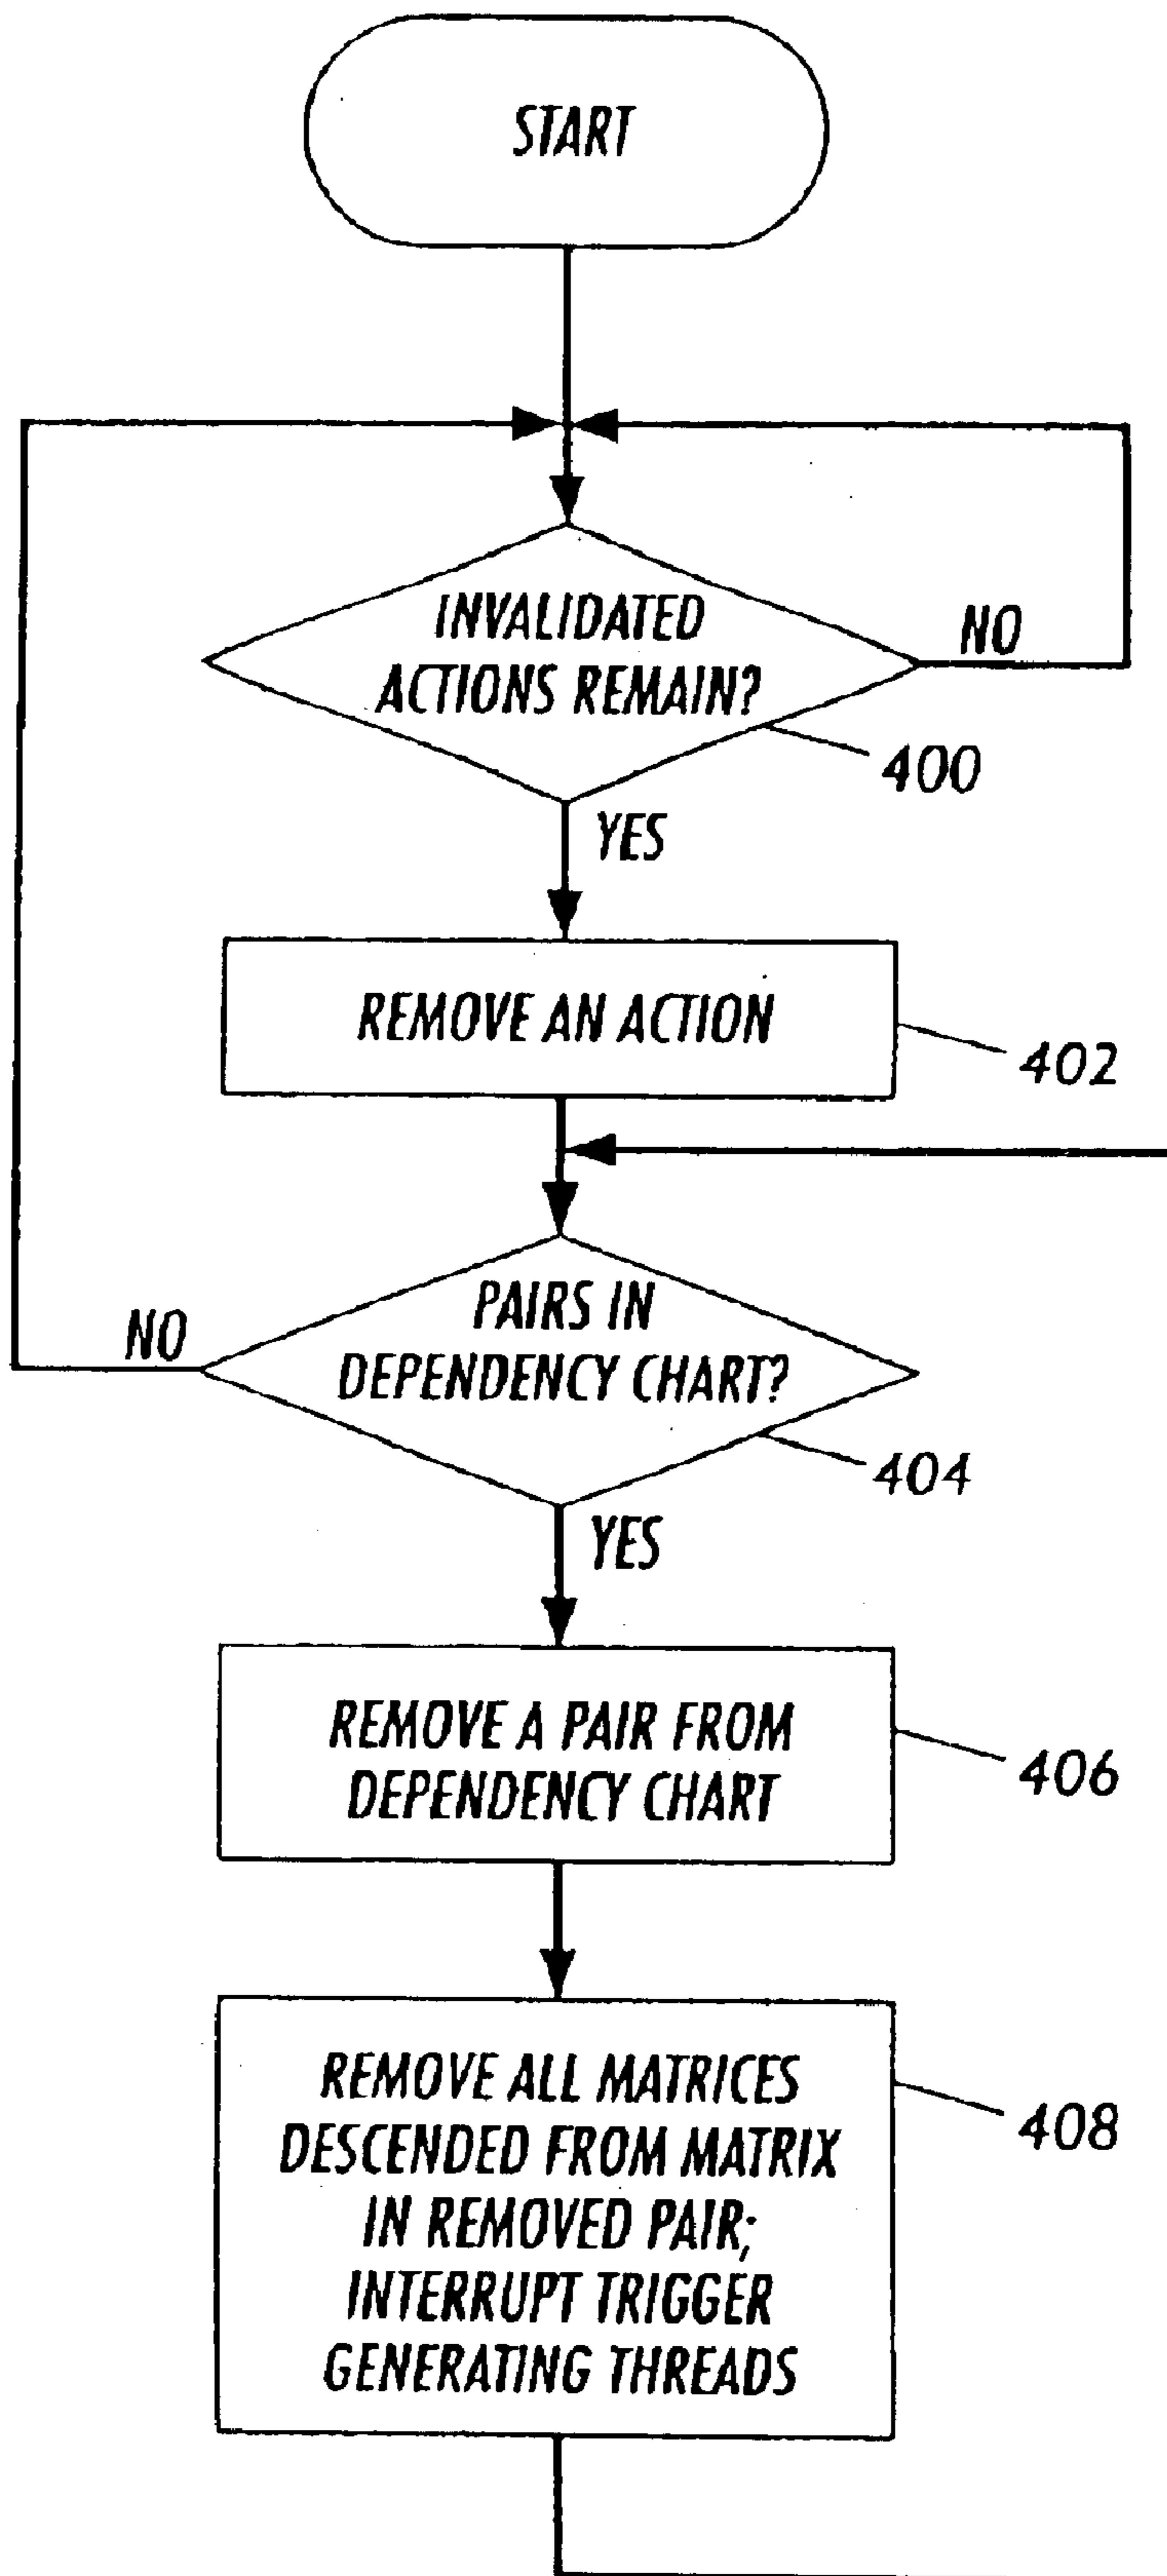 START
INVALIDATED
ACTIONS REMAIN?
NO
400
YES
REMOVE AN ACTION
402
PAIRS IN
DEPENDENCY CHART?
NO
404
YES
REMOVE A PAIR FROM
DEPENDENCY CHART
406
REMOVE ALL MATRICES
DESCENDED FROM MATRIX
IN REMOVED PAIR;
INTERRUPT TRIGGER
GENERATING THREADS
408